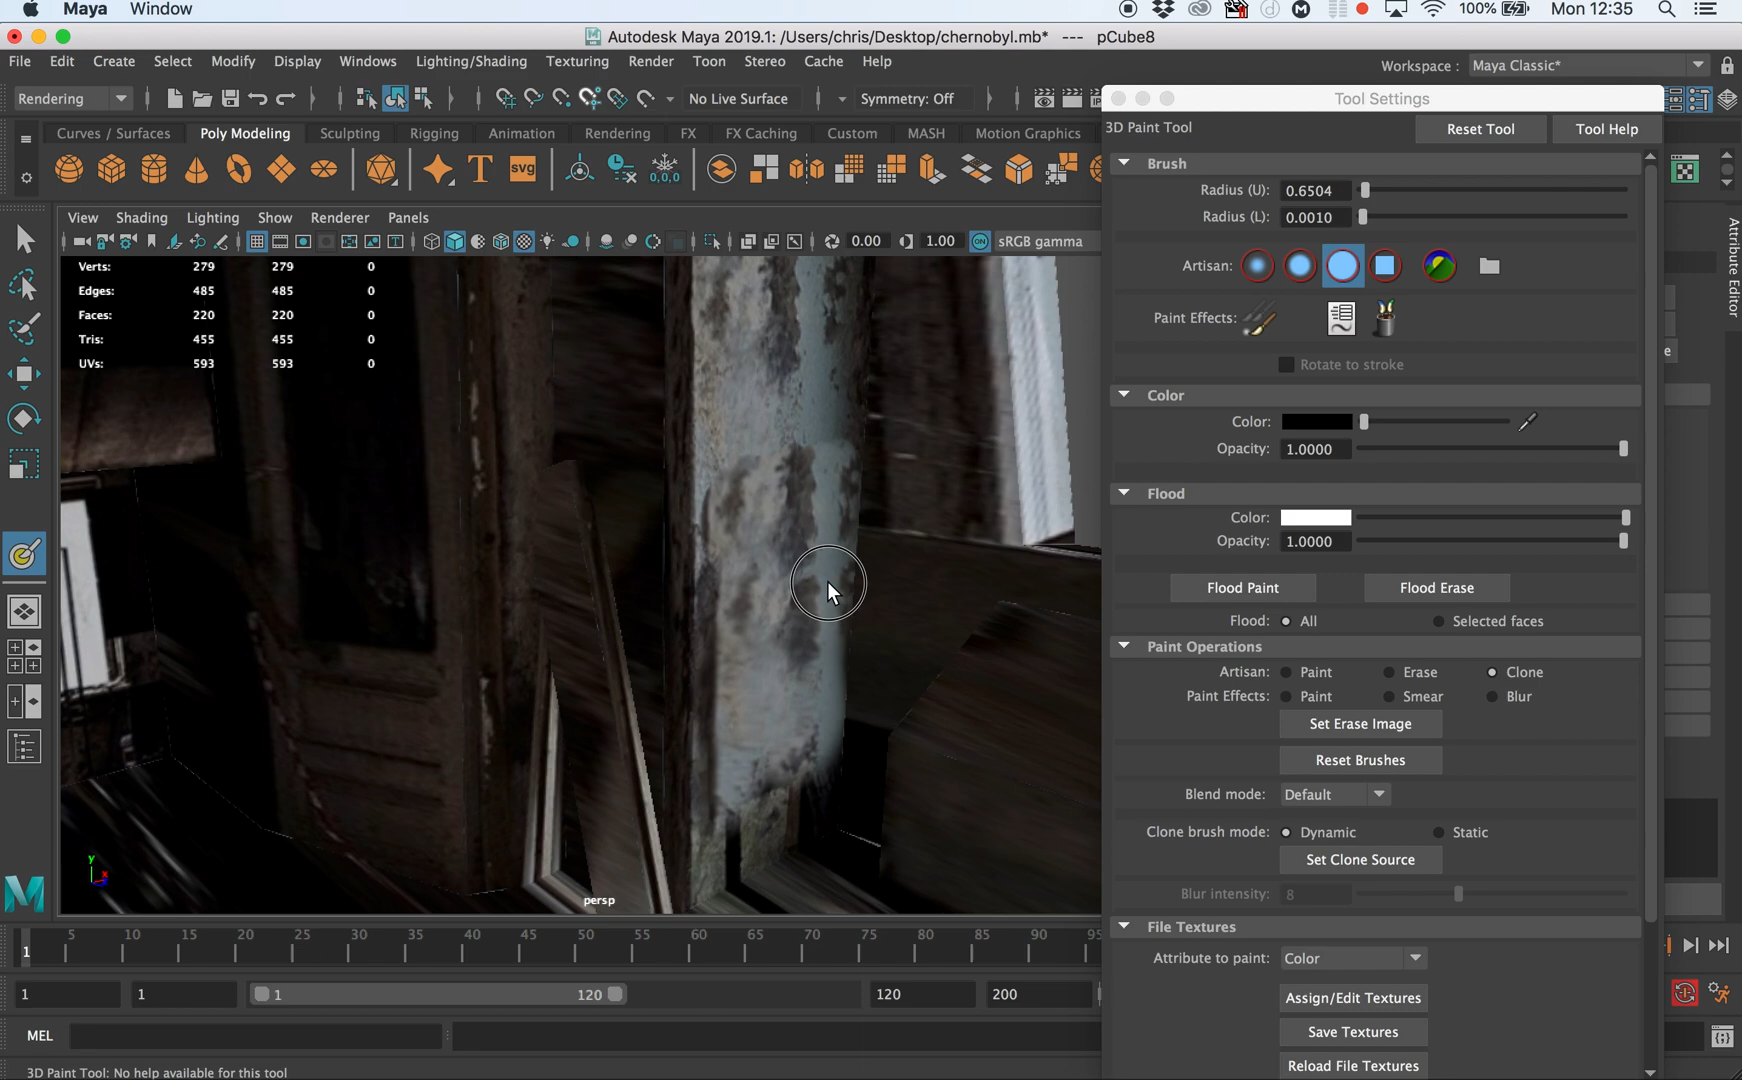 Maya Window 100% Mon 12:35
Autodesk Maya 2019.1: /Users/chris/Desktop/chernobyl.mb* --- pCube8
File Edit Create Select Modify Display Windows Lighting/Shading Texturing Render Toon Stereo Cache Help
Workspace : Maya Classic*
Rendering No Live Surface Symmetry: Off
Tool Settings
3D Paint Tool Reset Tool Tool Help
Curves / Surfaces Poly Modeling Sculpting Rigging Animation Rendering FX FX Caching Custom MASH Motion Graphics
T svg 0,0,0
View Shading Lighting Show Renderer Panels
0.00 1.00 ON sRGB gamma
Verts: 279 279 0
Edges: 485 485 0
Faces: 220 220 0
Tris: 455 455 0
UVs: 593 593 0
y
x
persp
Brush
Radius (U): 0.6504
Radius (L): 0.0010
Artisan:
Paint Effects:
Rotate to stroke
Color
Color:
Opacity: 1.0000
Flood
Color:
Opacity: 1.0000
Flood Paint Flood Erase
Flood: All Selected faces
Paint Operations
Artisan: Paint Erase Clone
Paint Effects: Paint Smear Blur
Set Erase Image
Reset Brushes
Blend mode: Default
Clone brush mode: Dynamic Static
Set Clone Source
Blur intensity: 8
File Textures
Attribute to paint: Color
Assign/Edit Textures
Save Textures
Reload File Textures
Attribute Editor
e
1 5 10 15 20 25 30 35 40 45 50 55 60 65 70 75 80 85 90 95
1 1 1 120 120 200
MEL
3D Paint Tool: No help available for this tool